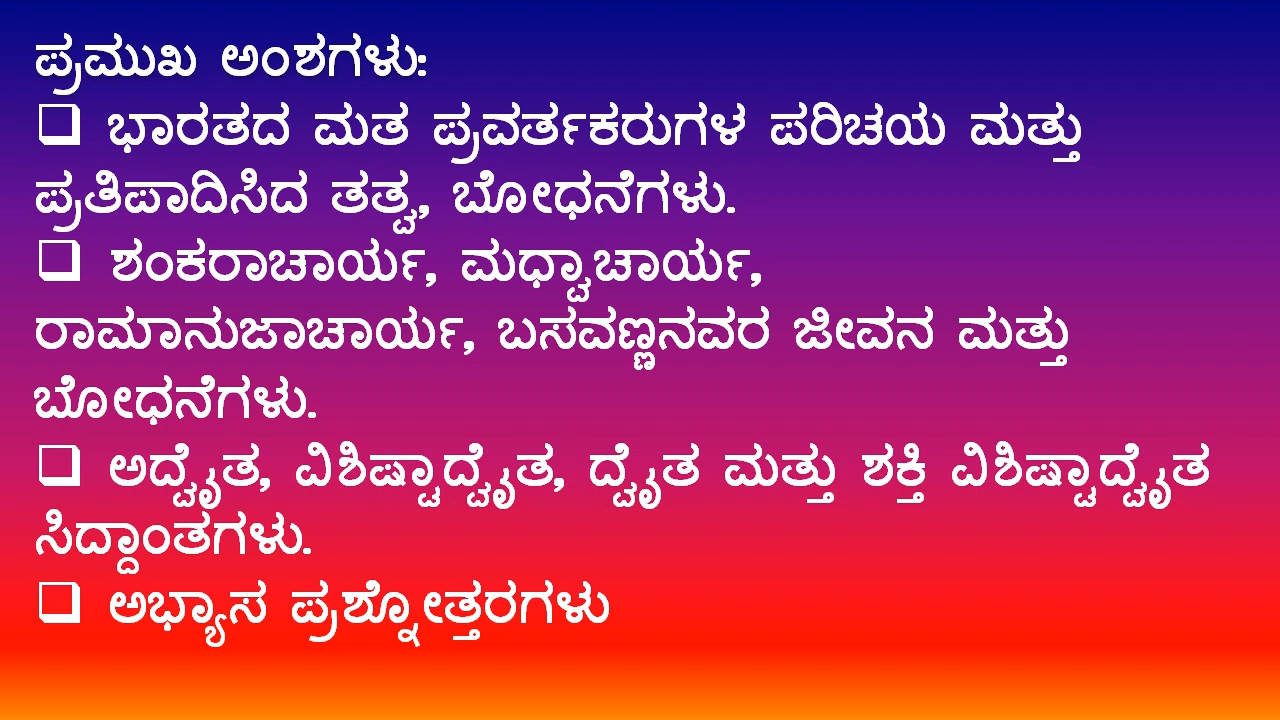 ಪ್ರಮುಖ ಅಂಶಗಳು:
❑ ಭಾರತದ ಮತ ಪ್ರವರ್ತಕರುಗಳ ಪರಿಚಯ ಮತ್ತು
ಪ್ರತಿಪಾದಿಸಿದ ತತ್ವ, ಬೋಧನೆಗಳು.
❑ ಶಂಕರಾಚಾರ್ಯ, ಮಧ್ವಾಚಾರ್ಯ,
ರಾಮಾನುಜಾಚಾರ್ಯ, ಬಸವಣ್ಣನವರ ಜೀವನ ಮತ್ತು
ಬೋಧನೆಗಳು.
❑ ಅದ್ವೈತ, ವಿಶಿಷ್ಟಾದ್ವೈತ, ದ್ವೈತ ಮತ್ತು ಶಕ್ತಿ ವಿಶಿಷ್ಟಾದ್ವೈತ
ಸಿದ್ದಾಂತಗಳು.
❑ ಅಭ್ಯಾಸ ಪ್ರಶ್ನೋತ್ತರಗಳು